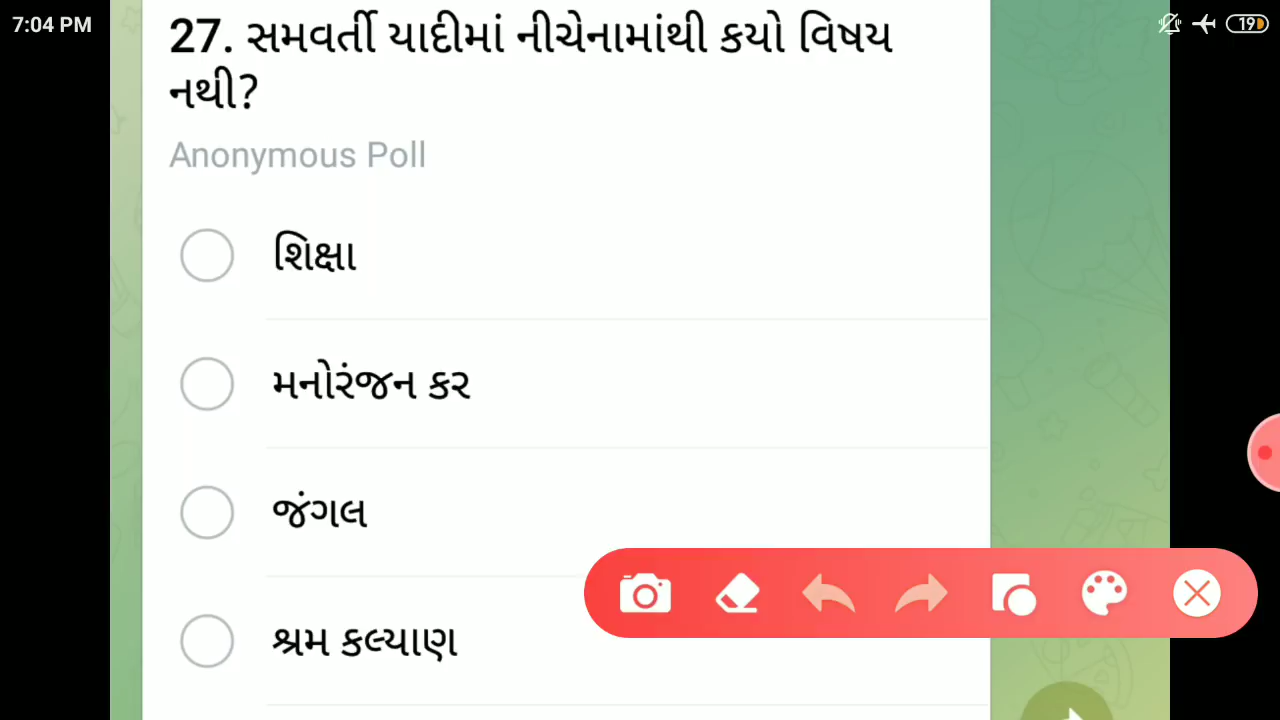 7:04 PM
19
27. સમવર્તી યાદીમાં નીચેનામાંથી કયો વિષય
નથી?
Anonymous Poll
શિક્ષા
મનોરંજન કર
જંગલ
શ્રમ કલ્યાણ